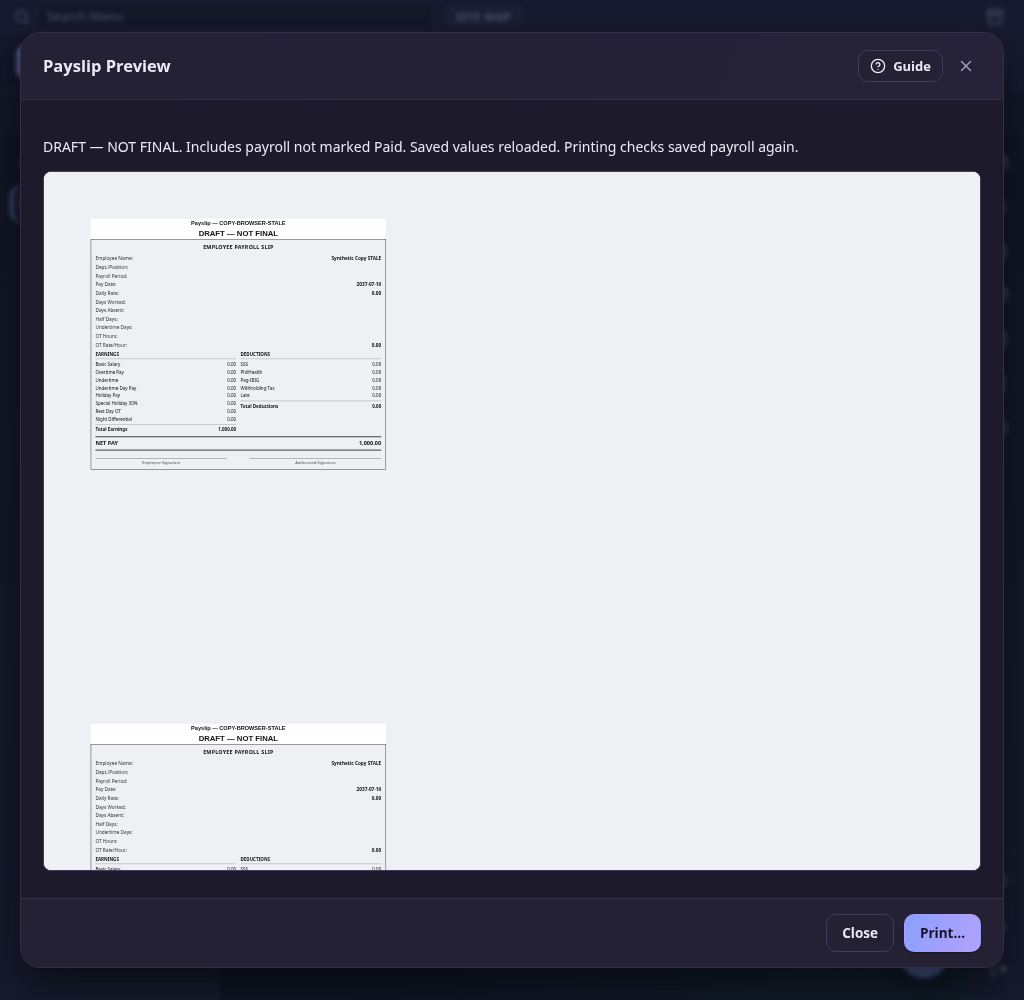 Search Menu
SITE MAP
Payslip Preview
Guide
DRAFT — NOT FINAL. Includes payroll not marked Paid. Saved values reloaded. Printing checks saved payroll again.
Payslip — COPY-BROWSER-STALE
DRAFT — NOT FINAL
EMPLOYEE PAYROLL SLIP
Employee Name: Synthetic Copy STALE
Dept./Position:
Payroll Period:
Pay Date: 2037-07-16
Daily Rate: 0.00
Days Worked:
Days Absent:
Half Days:
Undertime Days:
OT Hours:
OT Rate/Hour: 0.00
EARNINGS DEDUCTIONS
Basic Salary 0.00 SSS 0.00
Overtime Pay 0.00 PhilHealth 0.00
Undertime 0.00 Pag-IBIG 0.00
Undertime Day Pay 0.00 Withholding Tax 0.00
Holiday Pay 0.00 Late 0.00
Special Holiday 30% 0.00
Total Deductions 0.00
Rest Day OT 0.00
Night Differential 0.00
Total Earnings 1,000.00
NET PAY 1,000.00
Employee Signature Authorized Signature
Payslip — COPY-BROWSER-STALE
DRAFT — NOT FINAL
EMPLOYEE PAYROLL SLIP
Employee Name: Synthetic Copy STALE
Dept./Position:
Payroll Period:
Pay Date: 2037-07-16
Daily Rate: 0.00
Days Worked:
Days Absent:
Half Days:
Undertime Days:
OT Hours:
OT Rate/Hour: 0.00
EARNINGS DEDUCTIONS
Basic Salary 0.00 SSS 0.00
Close
Print...